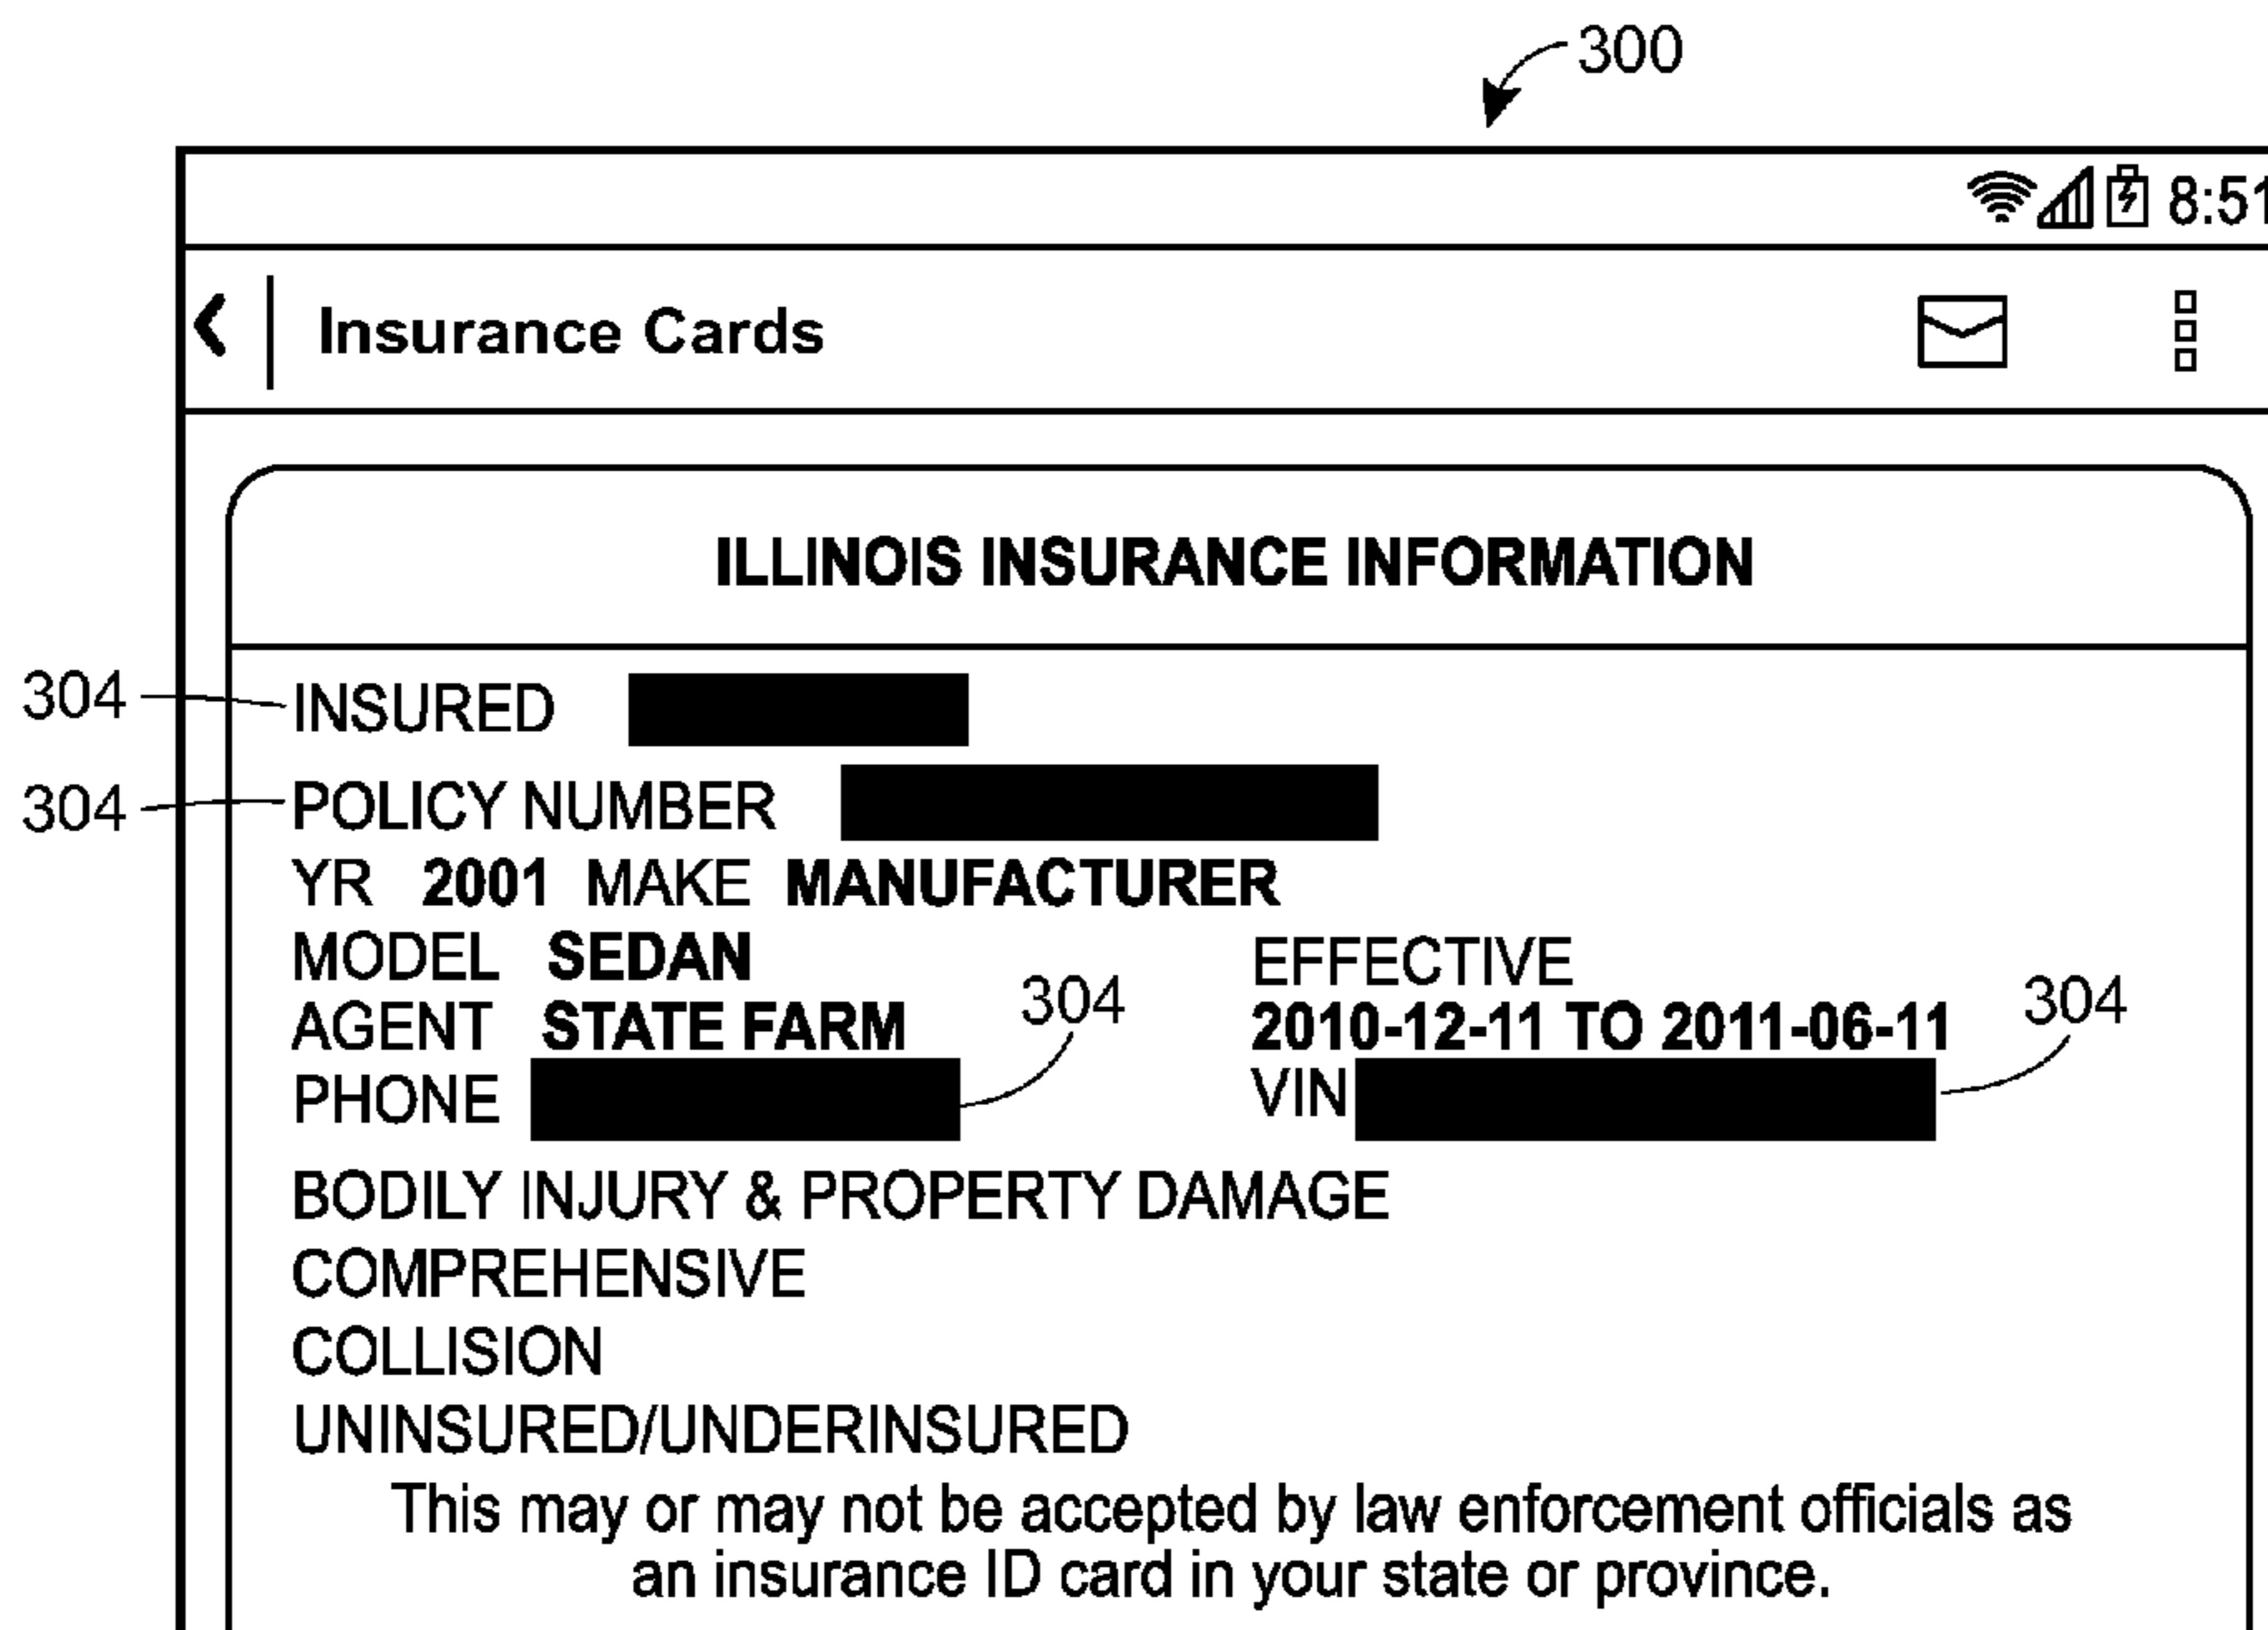 300
8:51
Insurance Cards
ILLINOIS INSURANCE INFORMATION
304 INSURED
304 POLICY NUMBER
YR 2001 MAKE MANUFACTURER
MODEL SEDAN
AGENT STATE FARM
304
PHONE
EFFECTIVE
2010-12-11 TO 2011-06-11
304
VIN
BODILY INJURY & PROPERTY DAMAGE
COMPREHENSIVE
COLLISION
UNINSURED/UNDERINSURED
This may or may not be accepted by law enforcement officials as
an insurance ID card in your state or province.